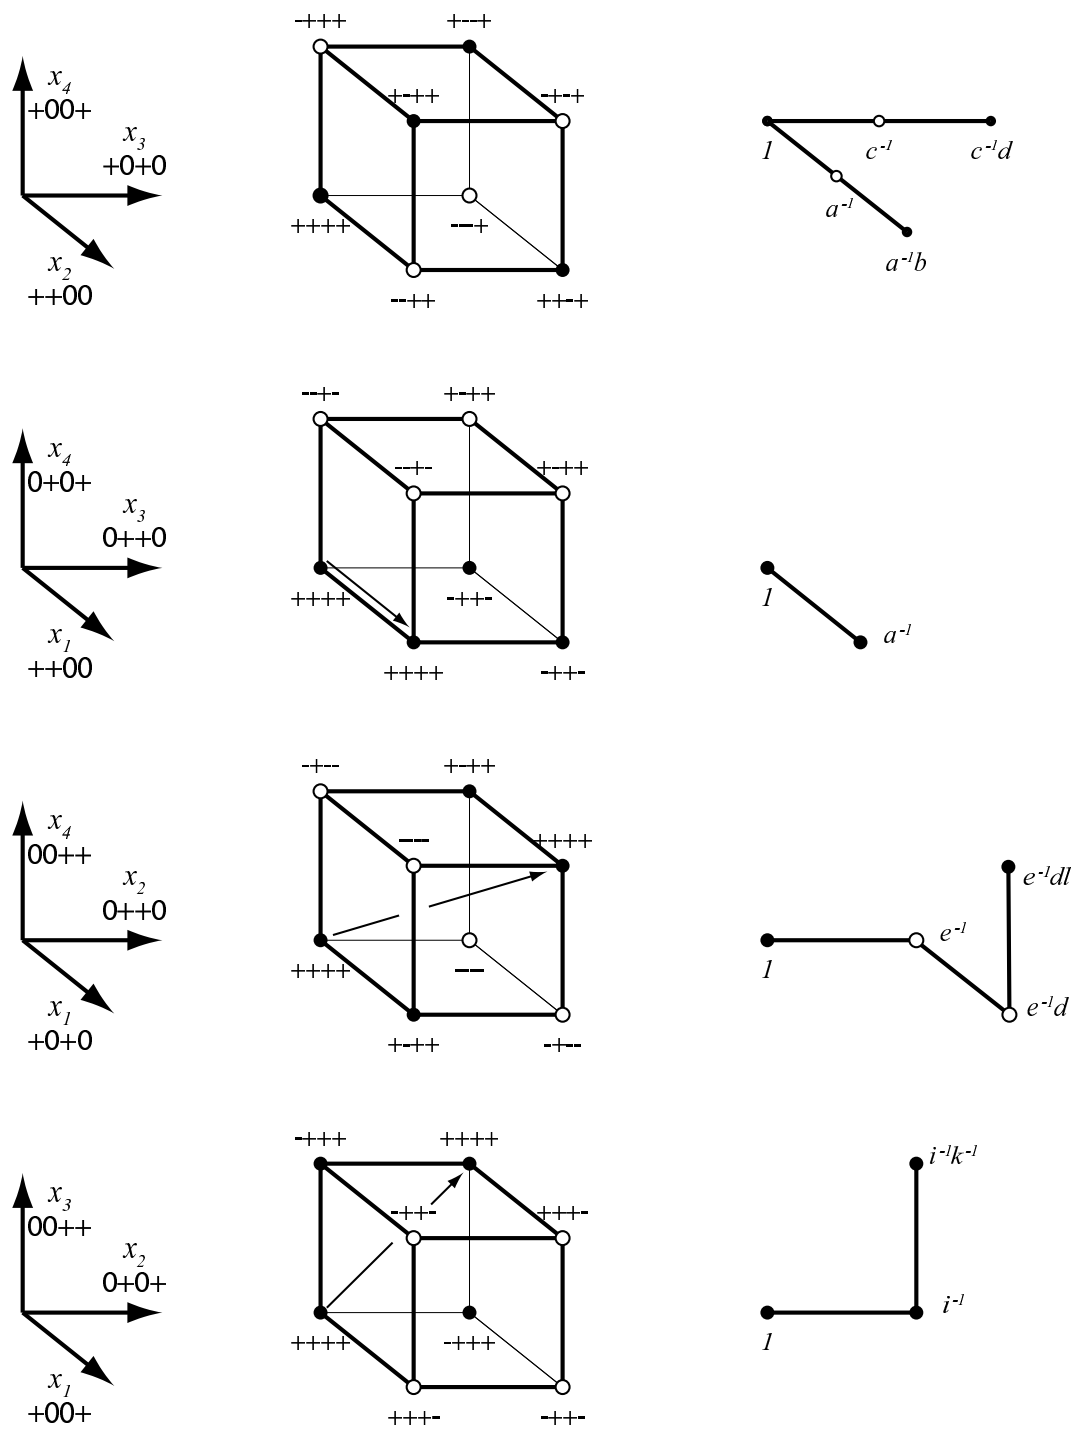 -+++ +--+
x4
+00+
+-++ -+-+
x3
+0+0
1 c⁻¹ c⁻¹d
a⁻¹
++++ ---+
x2
++00
a⁻¹b
--++ ++-+
--+- +-++
x4
0+0+
--+- +-++
x3
0++0
++++ -++-
1
x1
++00
a⁻¹
++++ -++-
-+-- +-++
x4
00++
--- ++++
x2
0++0
e⁻¹dl
e⁻¹
++++
1
x1
+0+0
e⁻¹d
+-++ -+--
-+++ ++++
i⁻¹k⁻¹
x3
00++
-++- +++-
x2
0+0+
i⁻¹
++++ -+++
1
x1
+00+
+++- -++-